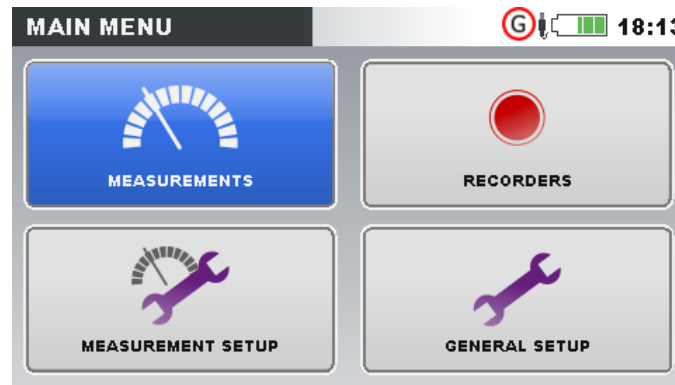 MAIN MENU G 18:13
MEASUREMENTS RECORDERS
MEASUREMENT SETUP GENERAL SETUP